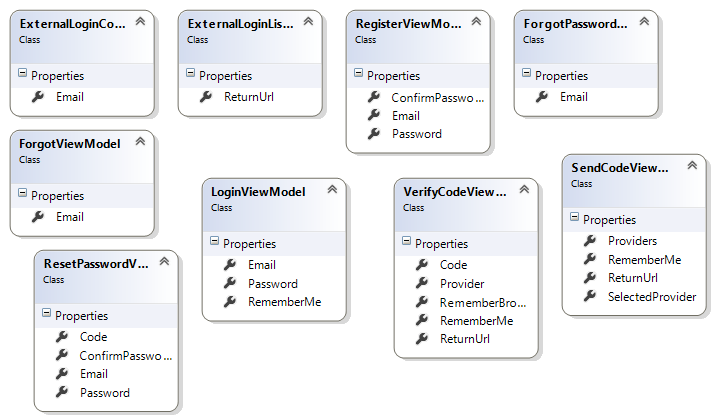 ExternalLoginCo...
Class
Properties
Email
ExternalLoginLis...
Class
Properties
ReturnUrl
RegisterViewMo...
Class
Properties
ConfirmPasswo...
Email
Password
ForgotPassword...
Class
Properties
Email
ForgotViewModel
Class
Properties
Email
LoginViewModel
Class
Properties
Email
Password
RememberMe
VerifyCodeView...
Class
Properties
Code
Provider
RememberBro...
RememberMe
ReturnUrl
SendCodeView...
Class
Properties
Providers
RememberMe
ReturnUrl
SelectedProvider
ResetPasswordV...
Class
Properties
Code
ConfirmPasswo...
Email
Password